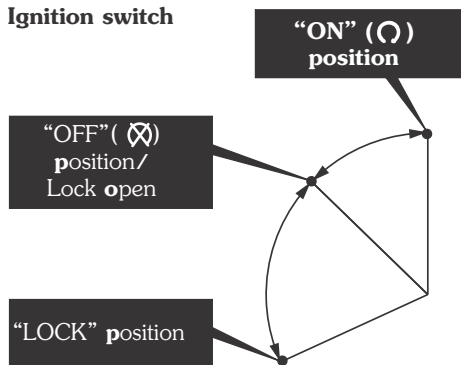 Ignition switch
“ON” ( )
position
“OFF”( )
position/
Lock open
“LOCK” position